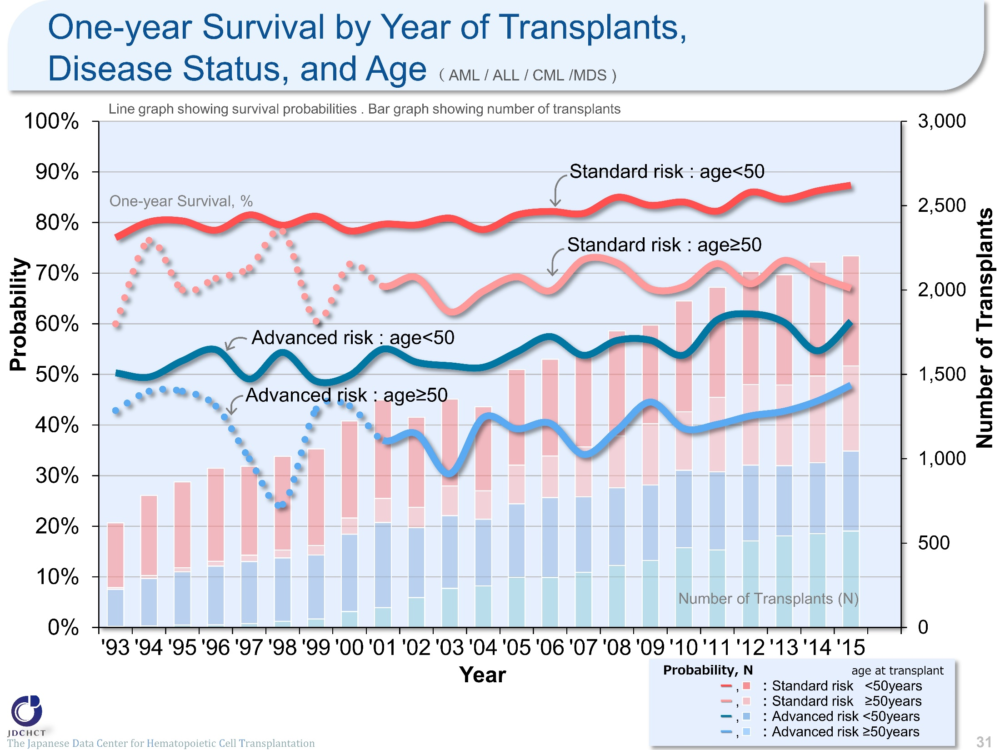 One-year Survival by Year of Transplants,
Disease Status, and Age （ AML / ALL / CML /MDS ）
Line graph showing survival probabilities . Bar graph showing number of transplants
100%
90%
80%
70%
60%
50%
40%
30%
20%
10%
0%
Probability
3,000
2,500
2,000
1,500
1,000
500
0
Number of Transplants
One-year Survival, %
Standard risk : age<50
Standard risk : age≥50
Advanced risk : age<50
Advanced risk : age≥50
Number of Transplants (N)
'93 '94 '95 '96 '97 '98 '99 '00 '01 '02 '03 '04 '05 '06 '07 '08 '09 '10 '11 '12 '13 '14 '15
Year
Probability, N age at transplant
, : Standard risk <50years
, : Standard risk ≥50years
, : Advanced risk <50years
, : Advanced risk ≥50years
JDCHCT
The Japanese Data Center for Hematopoietic Cell Transplantation
31